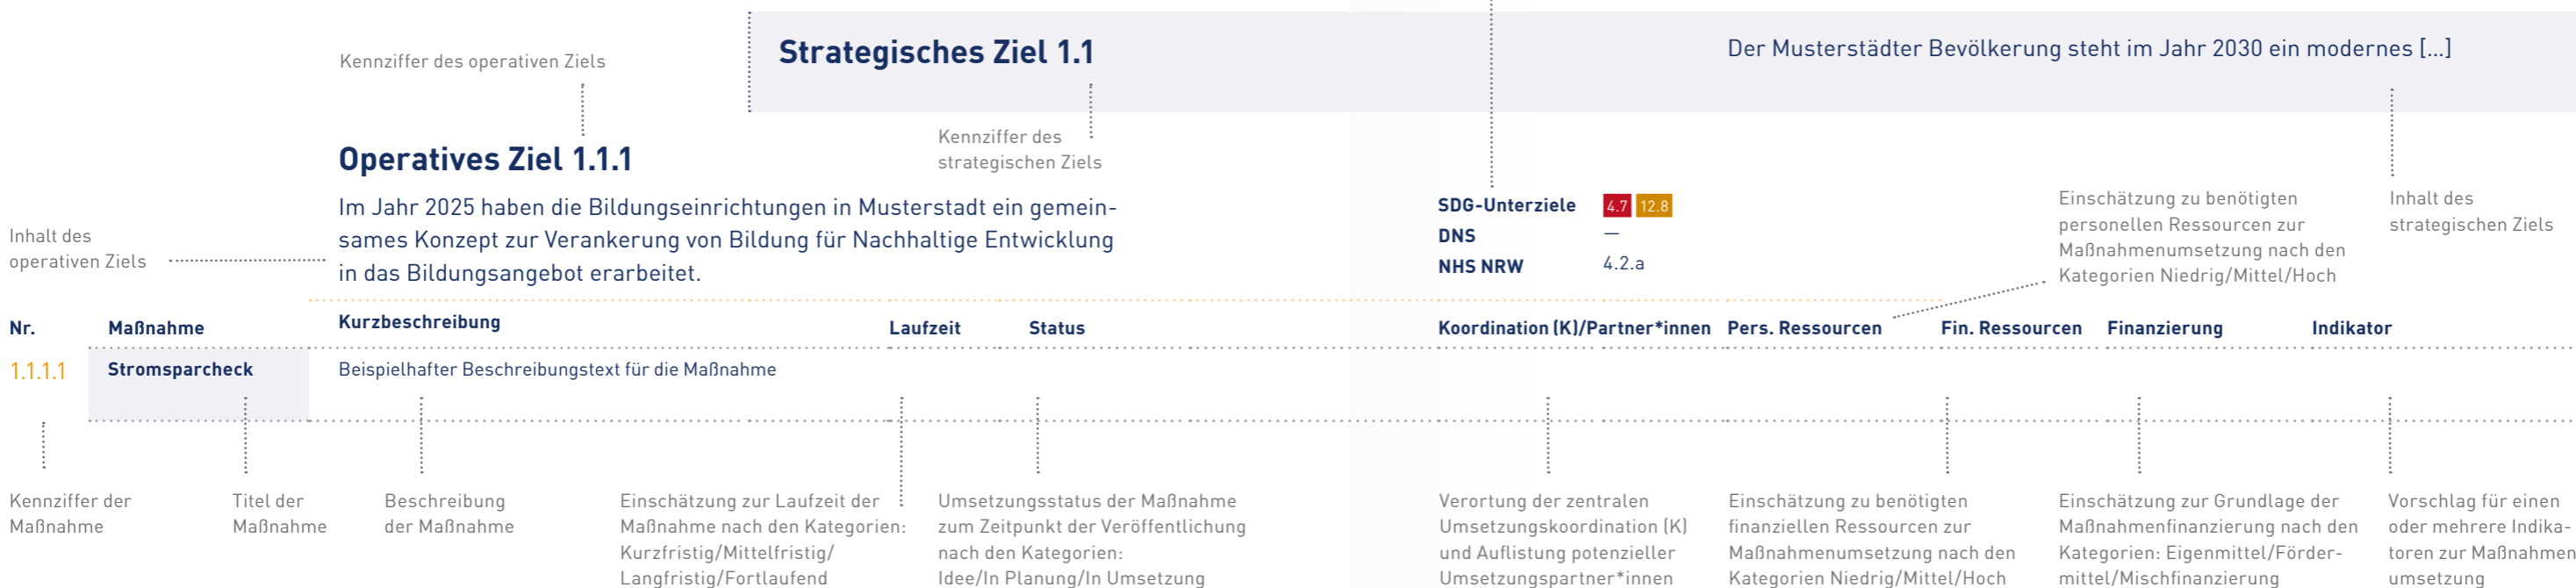 Strategisches Ziel 1.1
Der Musterstädter Bevölkerung steht im Jahr 2030 ein modernes [...]
Kennziffer des operativen Ziels
Kennziffer des
strategischen Ziels
Operatives Ziel 1.1.1
Im Jahr 2025 haben die Bildungseinrichtungen in Musterstadt ein gemein-
sames Konzept zur Verankerung von Bildung für Nachhaltige Entwicklung
in das Bildungsangebot erarbeitet.
Inhalt des
operativen Ziels
SDG-Unterziele 4.7 12.8
DNS —
NHS NRW 4.2.a
Einschätzung zu benötigten
personellen Ressourcen zur
Maßnahmenumsetzung nach den
Kategorien Niedrig/Mittel/Hoch
Inhalt des
strategischen Ziels
Nr. Maßnahme Kurzbeschreibung Laufzeit Status Koordination (K)/Partner*innen Pers. Ressourcen Fin. Ressourcen Finanzierung Indikator
1.1.1.1 Stromsparcheck Beispielhafter Beschreibungstext für die Maßnahme
Kennziffer der
Maßnahme
Titel der
Maßnahme
Beschreibung
der Maßnahme
Einschätzung zur Laufzeit der
Maßnahme nach den Kategorien:
Kurzfristig/Mittelfristig/
Langfristig/Fortlaufend
Umsetzungsstatus der Maßnahme
zum Zeitpunkt der Veröffentlichung
nach den Kategorien:
Idee/In Planung/In Umsetzung
Verortung der zentralen
Umsetzungskoordination (K)
und Auflistung potenzieller
Umsetzungspartner*innen
Einschätzung zu benötigten
finanziellen Ressourcen zur
Maßnahmenumsetzung nach den
Kategorien Niedrig/Mittel/Hoch
Einschätzung zur Grundlage der
Maßnahmenfinanzierung nach den
Kategorien: Eigenmittel/Förder-
mittel/Mischfinanzierung
Vorschlag für einen
oder mehrere Indika-
toren zur Maßnahmen
umsetzung